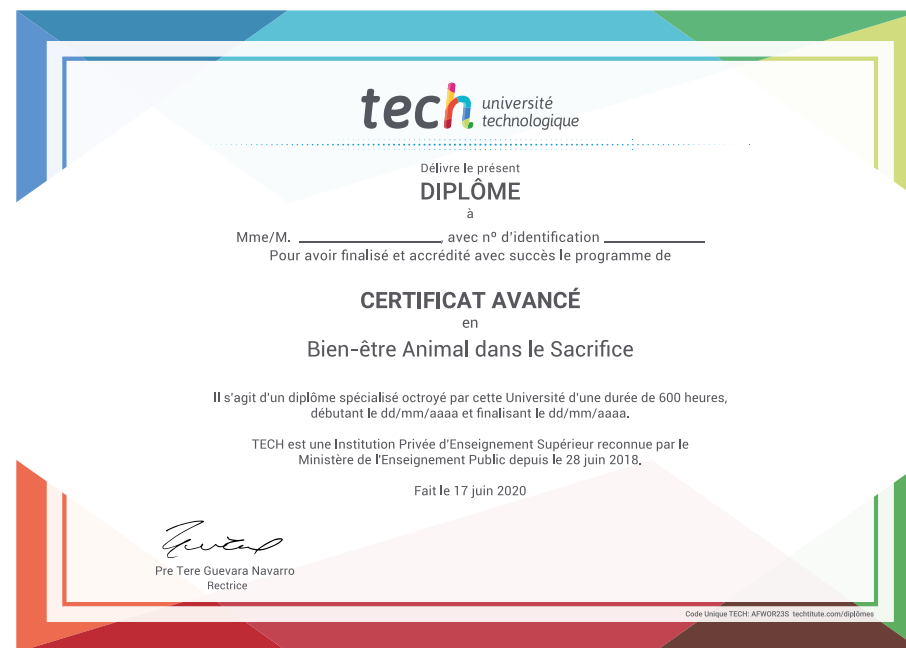 tech université
technologique
Délivre le présent
DIPLÔME
à
Mme/M. ____________, avec nº d'identification ____________
Pour avoir finalisé et accrédité avec succès le programme de
CERTIFICAT AVANCÉ
en
Bien-être Animal dans le Sacrifice
Il s'agit d'un diplôme spécialisé octroyé par cette Université d'une durée de 600 heures,
débutant le dd/mm/aaaa et finalisant le dd/mm/aaaa.
TECH est une Institution Privée d'Enseignement Supérieur reconnue par le
Ministère de l'Enseignement Public depuis le 28 juin 2018.
Fait le 17 juin 2020
Pre Tere Guevara Navarro
Rectrice
Code Unique TECH: AFWOR23S techtitute.com/diplômes